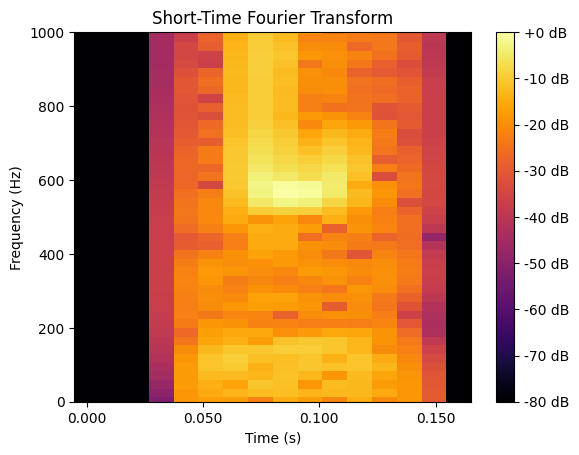 Short-Time Fourier Transform
1000
800
600
400
200
0
Frequency (Hz)
0.000
0.050
0.100
0.150
Time (s)
+0 dB
-10 dB
-20 dB
-30 dB
-40 dB
-50 dB
-60 dB
-70 dB
-80 dB